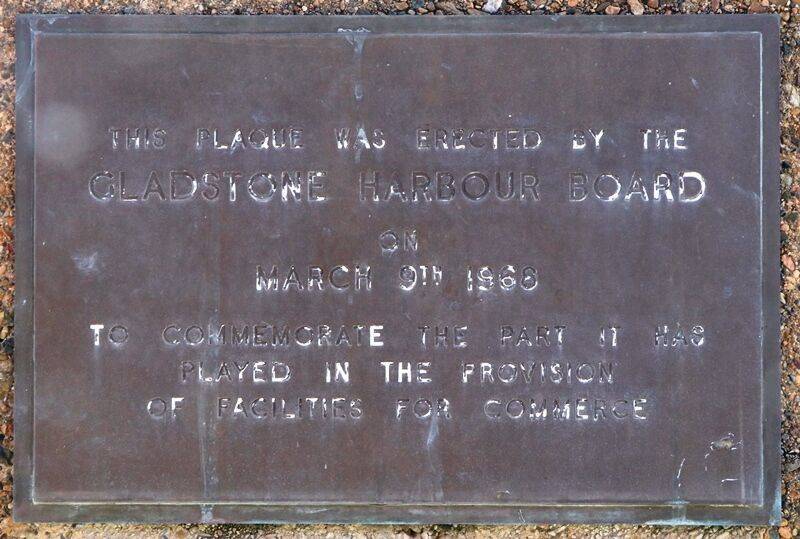 THIS PLAQUE WAS ERECTED BY THE
GLADSTONE HARBOUR BOARD
ON
MARCH 9TH 1968
TO COMMEMORATE THE PART IT HAS
PLAYED IN THE PROVISION
OF FACILITIES FOR COMMERCE